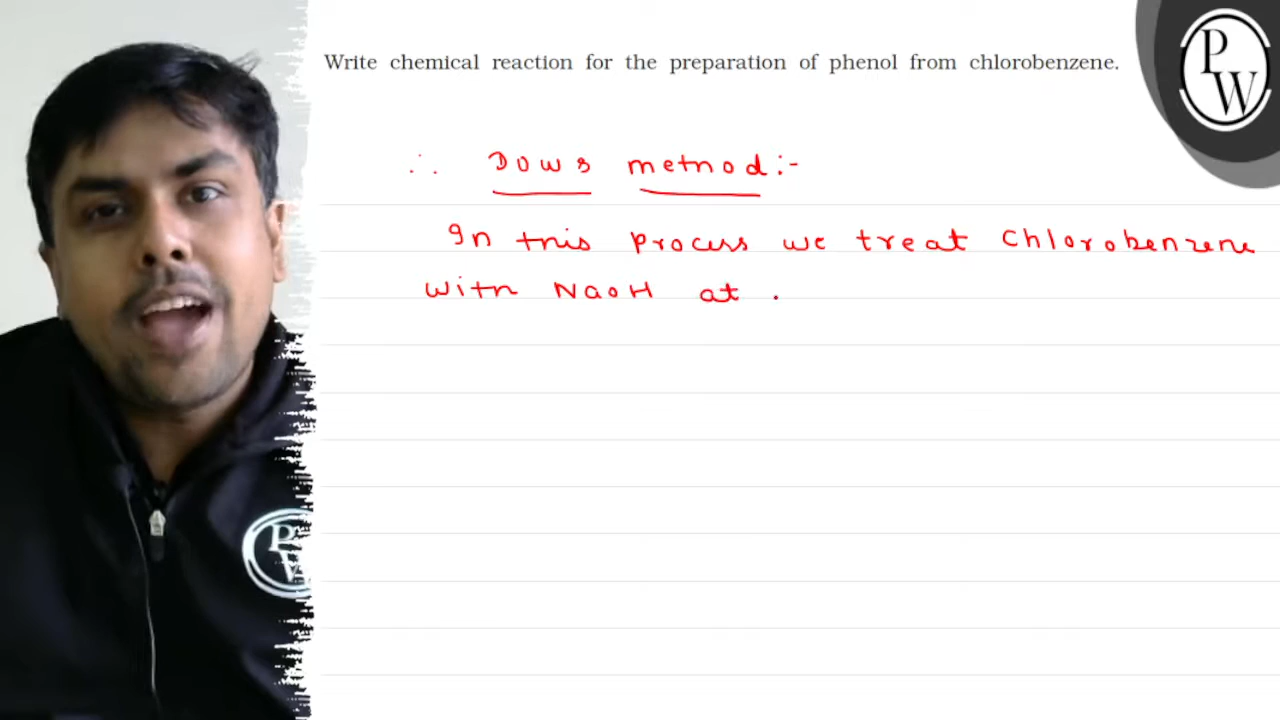 Write chemical reaction for the preparation of phenol from chlorobenzene.
PW
∴ Dows method:-
In this process we treat Chlorobenzene
with NaOH at
PW